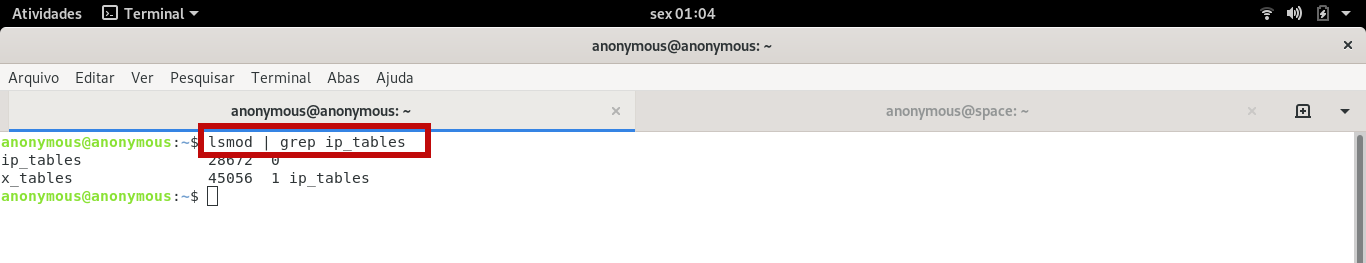 Atividades Terminal sex 01:04
anonymous@anonymous: ~
Arquivo Editar Ver Pesquisar Terminal Abas Ajuda
anonymous@anonymous: ~ anonymous@space: ~
anonymous@anonymous:~$ lsmod | grep ip_tables
ip_tables 28672 0
x_tables 45056 1 ip_tables
anonymous@anonymous:~$